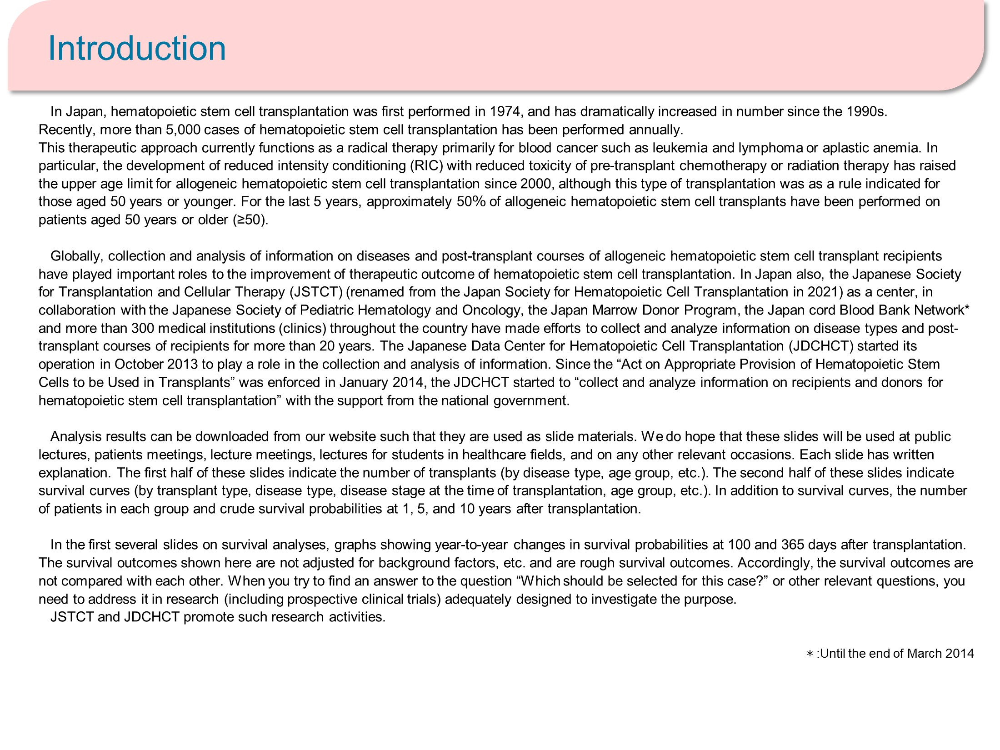 Introduction
In Japan, hematopoietic stem cell transplantation was first performed in 1974, and has dramatically increased in number since the 1990s.
Recently, more than 5,000 cases of hematopoietic stem cell transplantation has been performed annually.
This therapeutic approach currently functions as a radical therapy primarily for blood cancer such as leukemia and lymphoma or aplastic anemia. In
particular, the development of reduced intensity conditioning (RIC) with reduced toxicity of pre-transplant chemotherapy or radiation therapy has raised
the upper age limit for allogeneic hematopoietic stem cell transplantation since 2000, although this type of transplantation was as a rule indicated for
those aged 50 years or younger. For the last 5 years, approximately 50% of allogeneic hematopoietic stem cell transplants have been performed on
patients aged 50 years or older (≥50).
Globally, collection and analysis of information on diseases and post-transplant courses of allogeneic hematopoietic stem cell transplant recipients
have played important roles to the improvement of therapeutic outcome of hematopoietic stem cell transplantation. In Japan also, the Japanese Society
for Transplantation and Cellular Therapy (JSTCT) (renamed from the Japan Society for Hematopoietic Cell Transplantation in 2021) as a center, in
collaboration with the Japanese Society of Pediatric Hematology and Oncology, the Japan Marrow Donor Program, the Japan cord Blood Bank Network*
and more than 300 medical institutions (clinics) throughout the country have made efforts to collect and analyze information on disease types and post-
transplant courses of recipients for more than 20 years. The Japanese Data Center for Hematopoietic Cell Transplantation (JDCHCT) started its
operation in October 2013 to play a role in the collection and analysis of information. Since the “Act on Appropriate Provision of Hematopoietic Stem
Cells to be Used in Transplants” was enforced in January 2014, the JDCHCT started to “collect and analyze information on recipients and donors for
hematopoietic stem cell transplantation” with the support from the national government.
Analysis results can be downloaded from our website such that they are used as slide materials. We do hope that these slides will be used at public
lectures, patients meetings, lecture meetings, lectures for students in healthcare fields, and on any other relevant occasions. Each slide has written
explanation. The first half of these slides indicate the number of transplants (by disease type, age group, etc.). The second half of these slides indicate
survival curves (by transplant type, disease type, disease stage at the time of transplantation, age group, etc.). In addition to survival curves, the number
of patients in each group and crude survival probabilities at 1, 5, and 10 years after transplantation.
In the first several slides on survival analyses, graphs showing year-to-year changes in survival probabilities at 100 and 365 days after transplantation.
The survival outcomes shown here are not adjusted for background factors, etc. and are rough survival outcomes. Accordingly, the survival outcomes are
not compared with each other. When you try to find an answer to the question “Which should be selected for this case?” or other relevant questions, you
need to address it in research (including prospective clinical trials) adequately designed to investigate the purpose.
JSTCT and JDCHCT promote such research activities.
＊:Until the end of March 2014